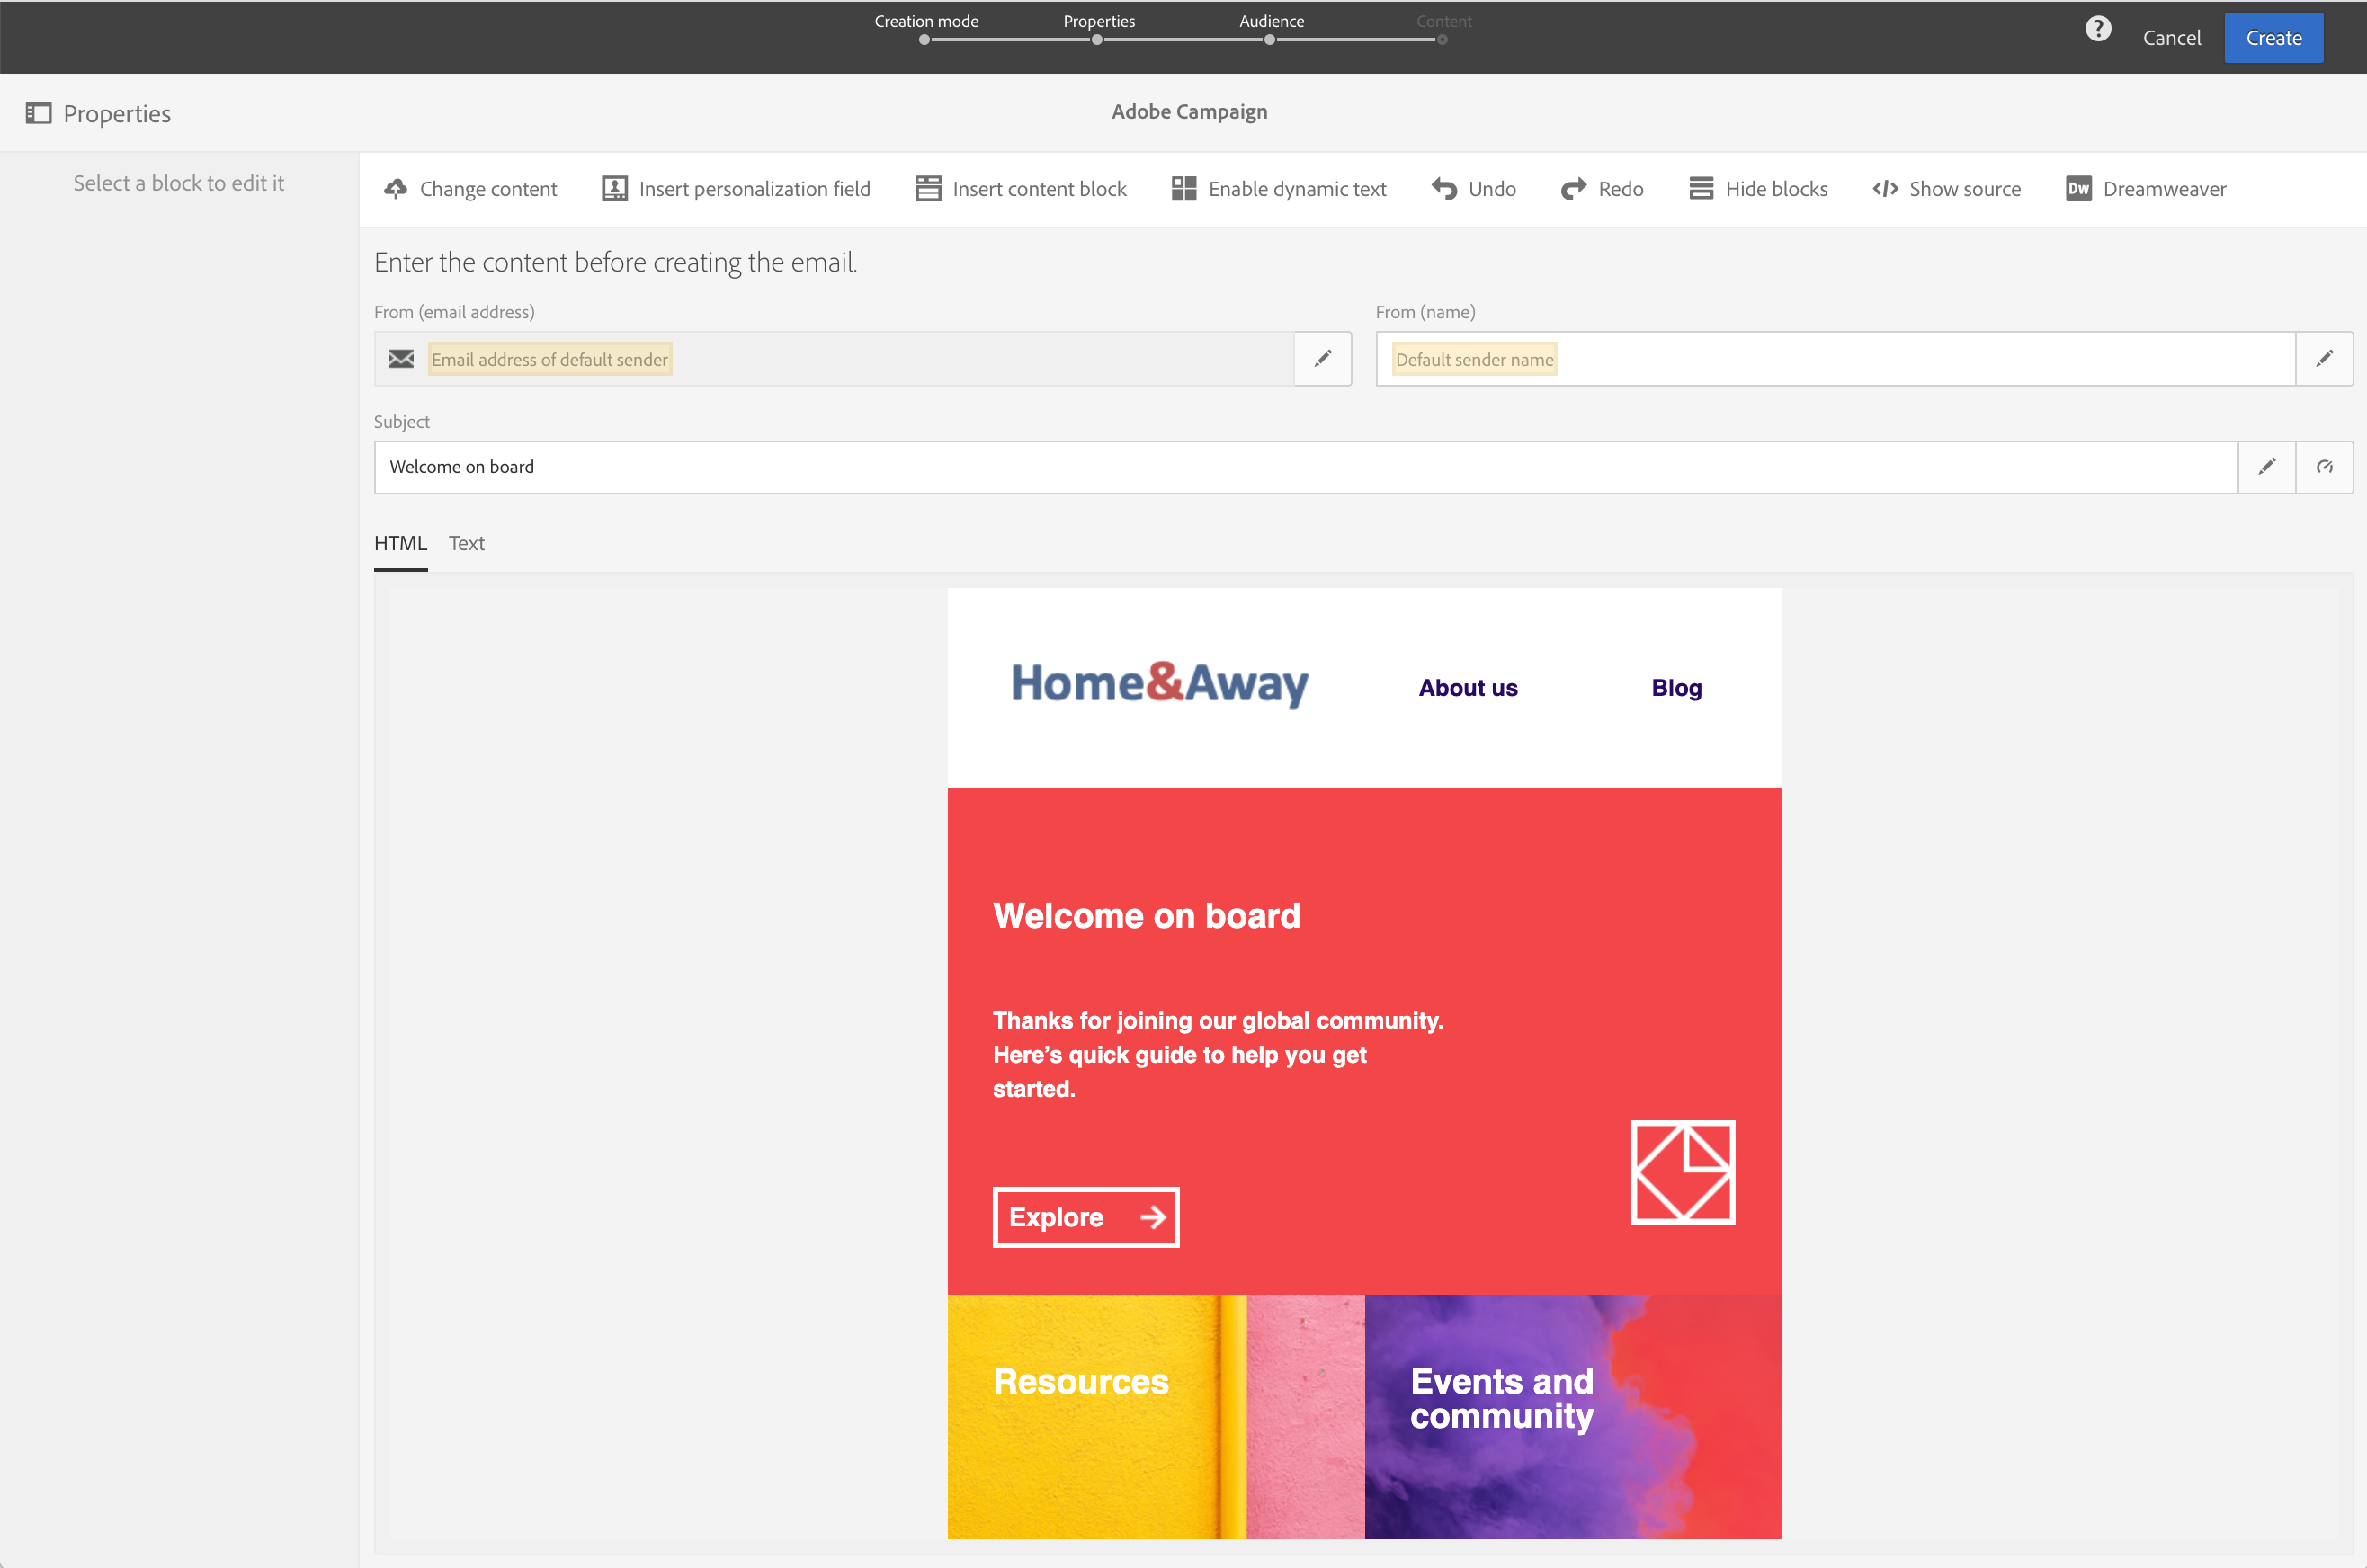 Creation mode Properties Audience Content
? Cancel Create
Properties Adobe Campaign
Select a block to edit it
Change content Insert personalization field Insert content block Enable dynamic text Undo Redo Hide blocks </> Show source Dw Dreamweaver
Enter the content before creating the email.
From (email address) From (name)
Email address of default sender Default sender name
Subject
Welcome on board
HTML Text
Home&Away About us Blog
Welcome on board
Thanks for joining our global community.
Here's quick guide to help you get
started.
Explore →
Resources Events and
community